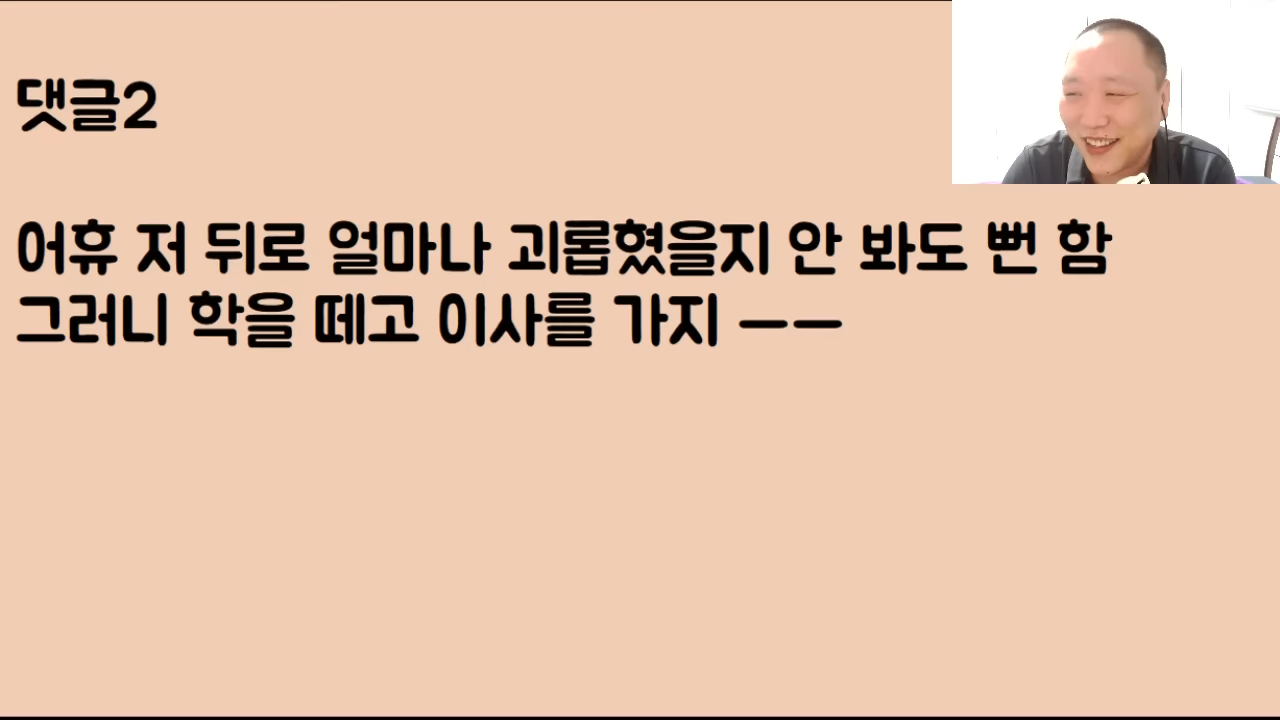 댓글2
어휴 저 뒤로 얼마나 괴롭혔을지 안 봐도 뻔 함
그러니 학을 떼고 이사를 가지 ㅡㅡ